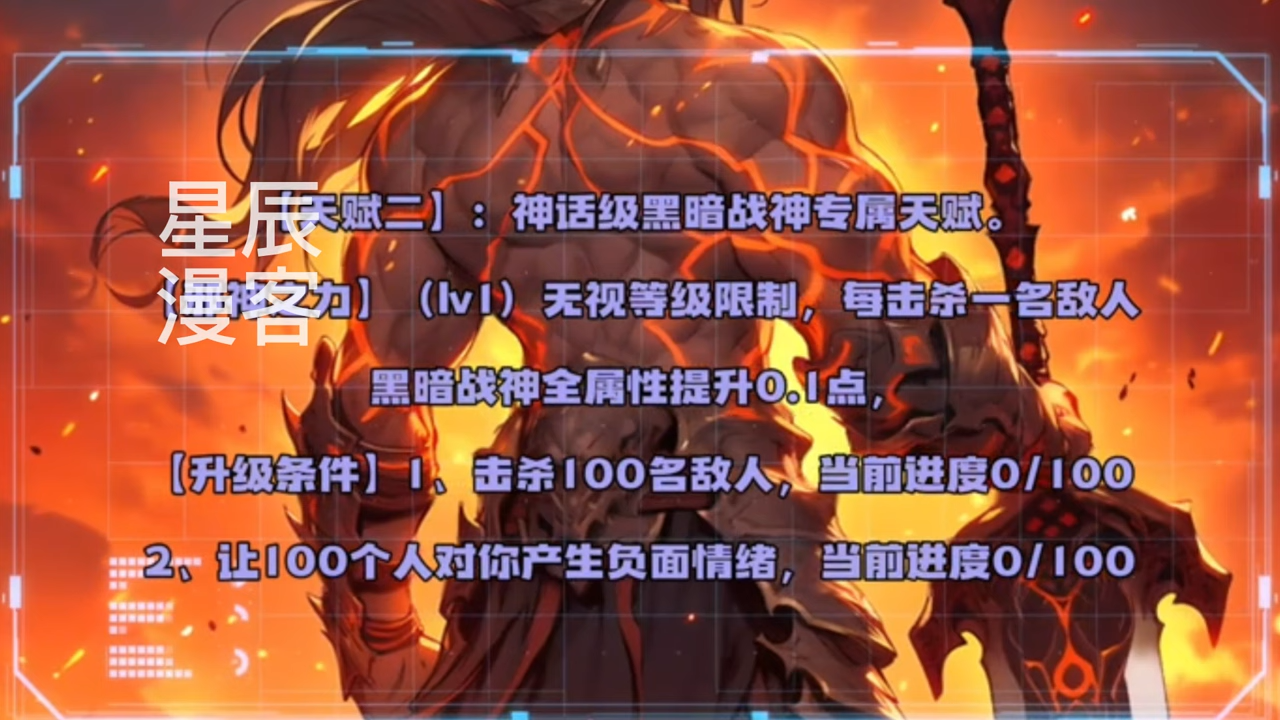 星辰
漫客
天赋二】：神话级黑暗战神专属天赋。
力】（lv1）无视等级限制，每击杀一名敌人
黑暗战神全属性提升0.1点，
【升级条件】1、击杀100名敌人，当前进度0/100
2、让100个人对你产生负面情绪，当前进度0/100